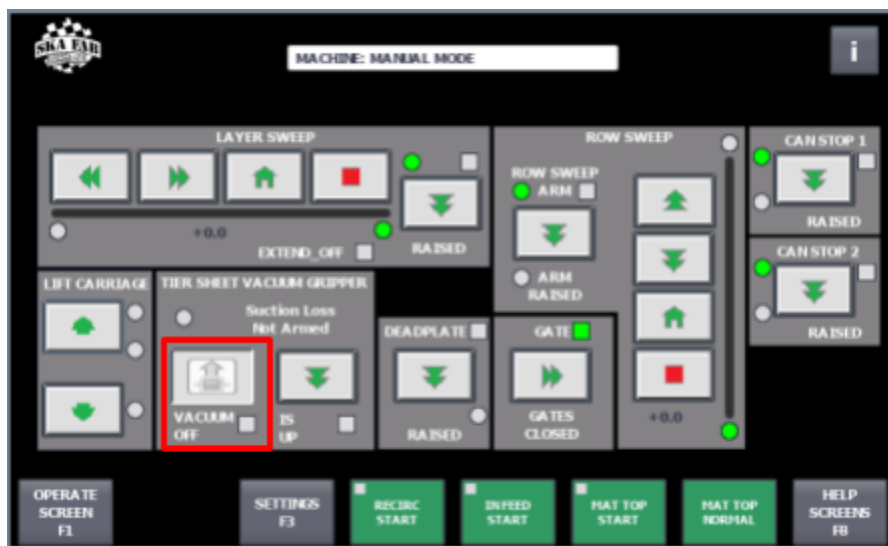 SKA FAB
MACHINE: MANUAL MODE
i
LAYER SWEEP
+0.0
EXTEND_OFF
RAISED
ROW SWEEP
ROW SWEEP
ARM
ARM
RAISED
+0.0
CAN STOP 1
RAISED
CAN STOP 2
RAISED
LIFT CARRIAGE
TIER SHEET VACUUM GRIPPER
Suction Loss
Not Armed
VACUUM
OFF
IS
UP
DEADPLATE
RAISED
GATE
GATES
CLOSED
OPERATE
SCREEN
F1
SETTINGS
F3
RECIRC
START
INFEED
START
MAT TOP
START
MAT TOP
NORMAL
HELP
SCREENS
F8